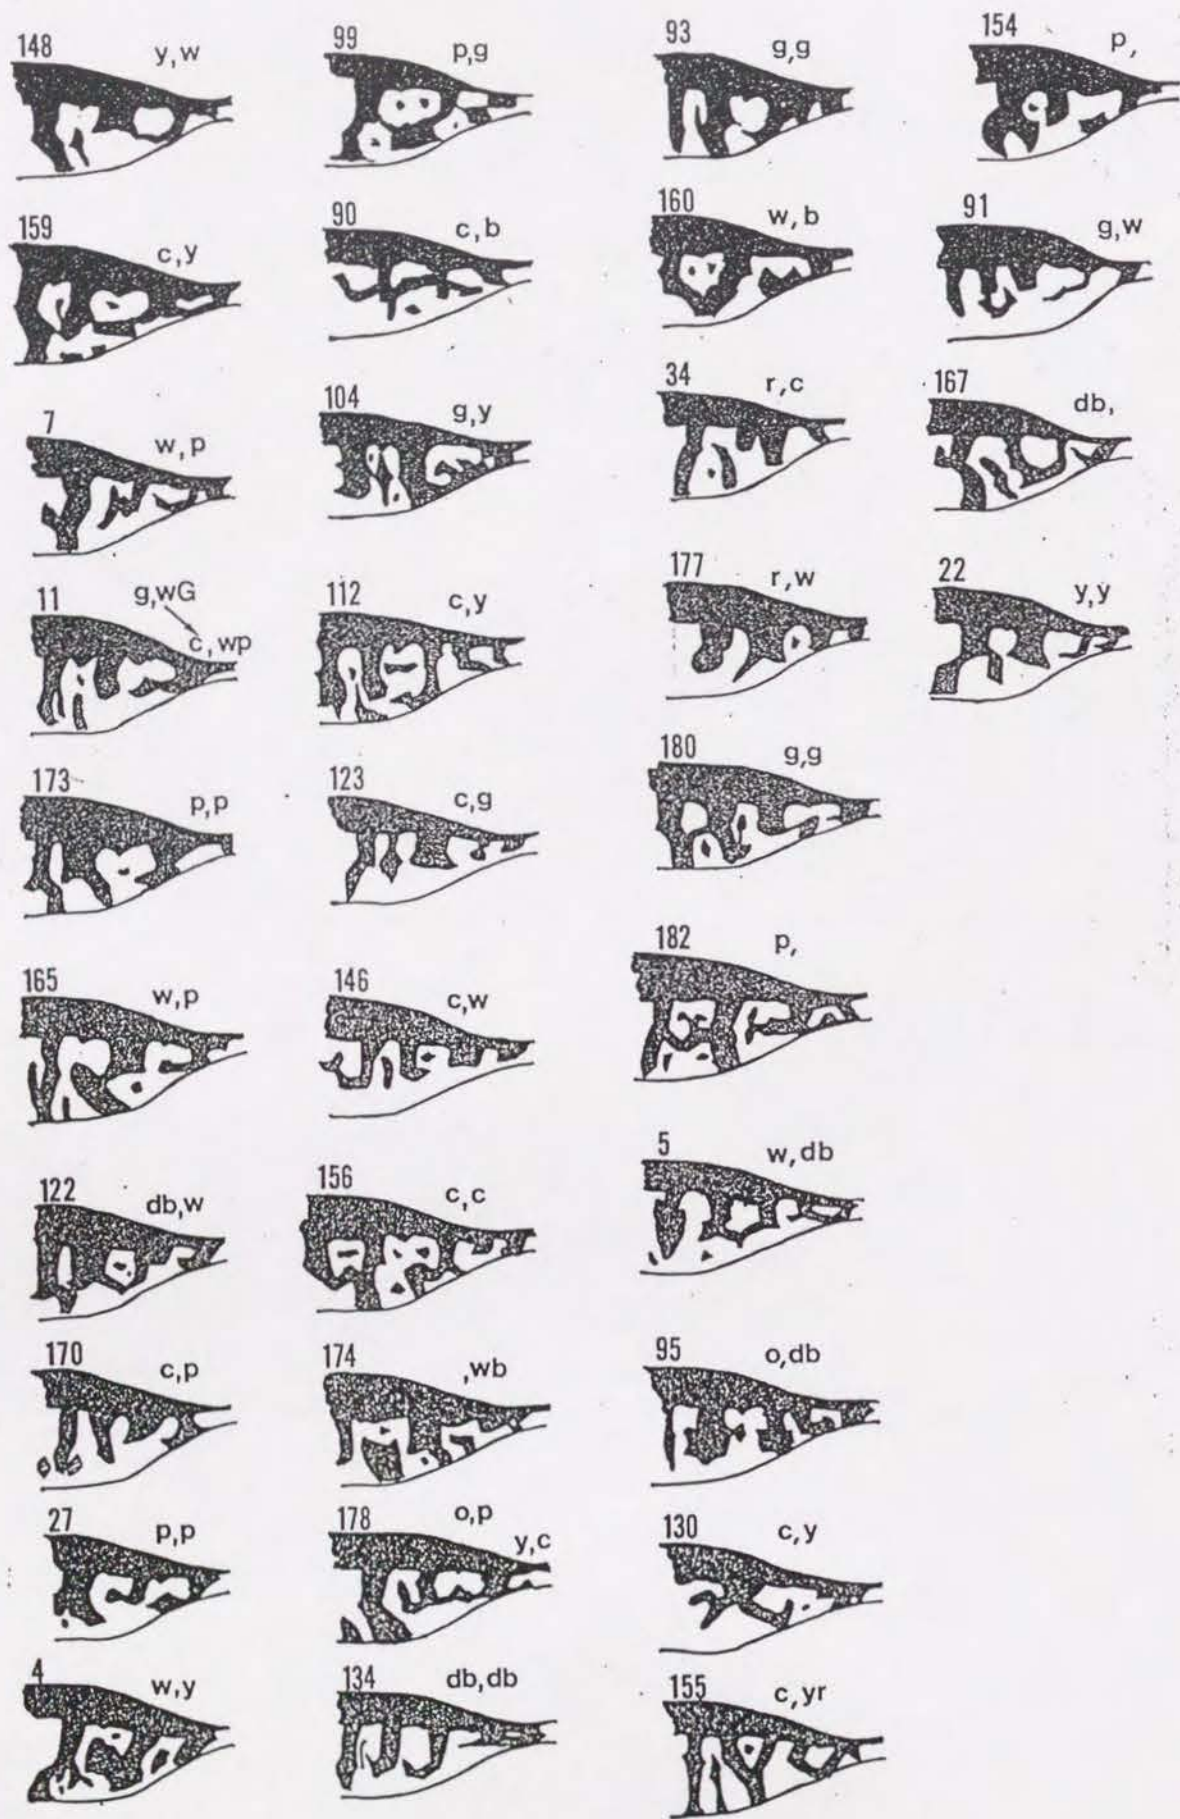 148 y,w
159 c,y
7 w,p
11 g,wG
c,wp
173 p,p
165 w,p
122 db,w
170 c,p
27 p,p
4 w,y
99 p,g
90 c,b
104 g,y
112 c,y
123 c,g
146 c,w
156 c,c
174 ,wb
178 o,p
y,c
134 db,db
93 g,g
160 w,b
34 r,c
177 r,w
180 g,g
182 p,
5 w,db
95 o,db
130 c,y
155 c,yr
154 p,
91 g,w
167 db,
22 y,y